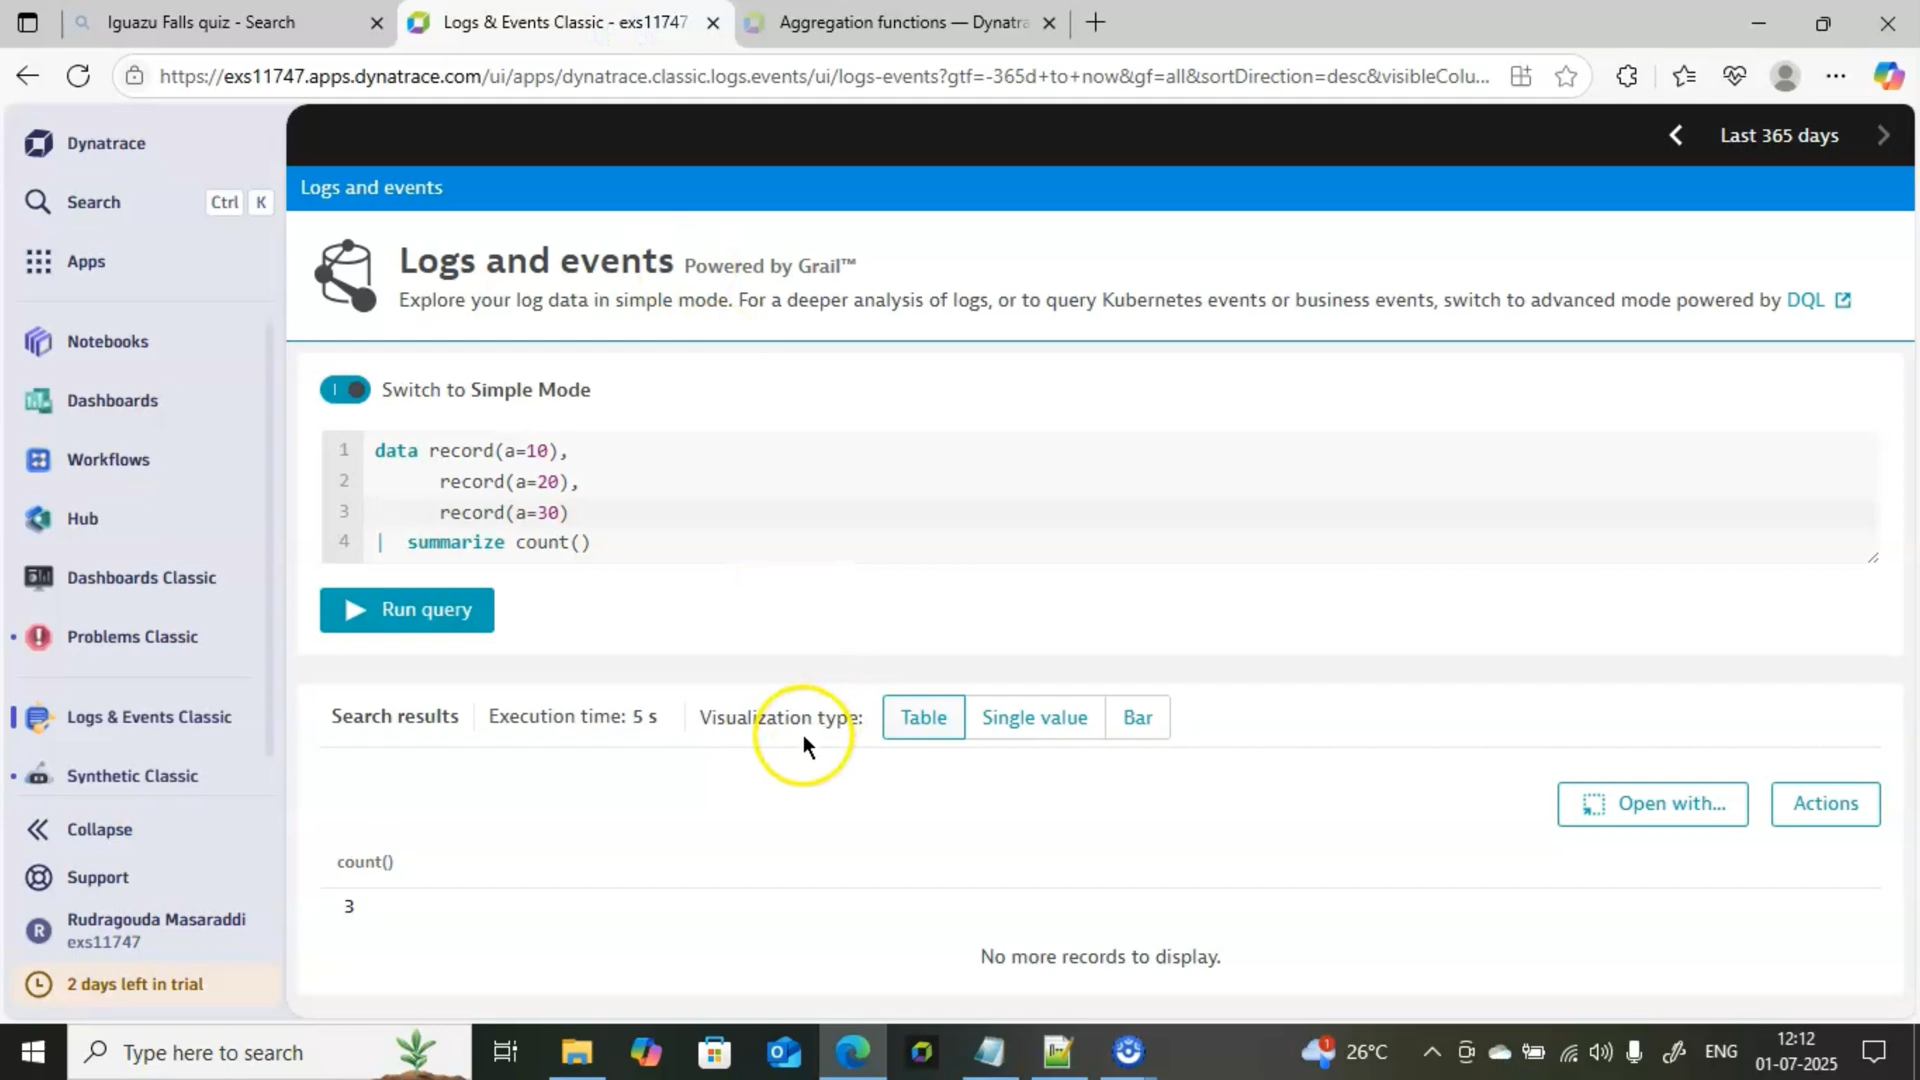 Iguazu Falls quiz - Search
Logs & Events Classic - exs11747
Aggregation functions — Dynatra
https://exs11747.apps.dynatrace.com/ui/apps/dynatrace.classic.logs.events/ui/logs-events?gtf=-365d+to+now&gf=all&sortDirection=desc&visibleColu...
Dynatrace
Search Ctrl K
Apps
Notebooks
Dashboards
Workflows
Hub
Dashboards Classic
Problems Classic
Logs & Events Classic
Synthetic Classic
Collapse
Support
Rudragouda Masaraddi
exs11747
2 days left in trial
Last 365 days
Logs and events
Logs and events Powered by Grail™
Explore your log data in simple mode. For a deeper analysis of logs, or to query Kubernetes events or business events, switch to advanced mode powered by DQL
Switch to Simple Mode
1 data record(a=10),
2 record(a=20),
3 record(a=30)
4 | summarize count()
Run query
Search results Execution time: 5 s Visualization type: Table Single value Bar
Open with... Actions
count()
3
No more records to display.
Type here to search
1
26°C
ENG
12:12
01-07-2025